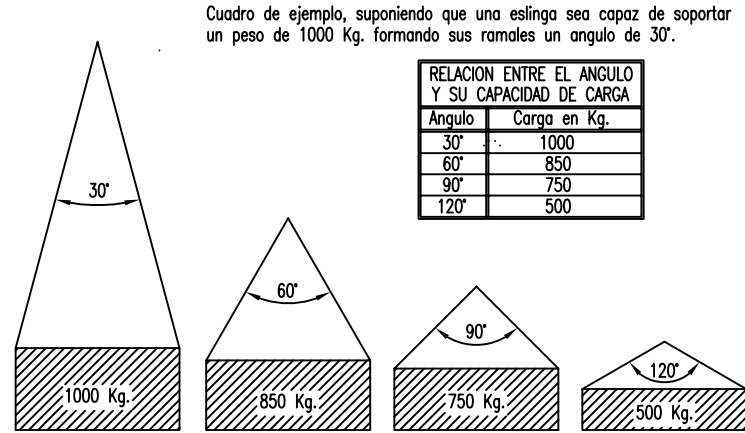 Cuadro de ejemplo, suponiendo que una eslinga sea capaz de soportar
un peso de 1000 Kg. formando sus ramales un angulo de 30°.
RELACION ENTRE EL ANGULO
Y SU CAPACIDAD DE CARGA
Angulo Carga en Kg.
30° 1000
60° 850
90° 750
120° 500
30°
60°
90°
120°
1000 Kg.
850 Kg.
750 Kg.
500 Kg.